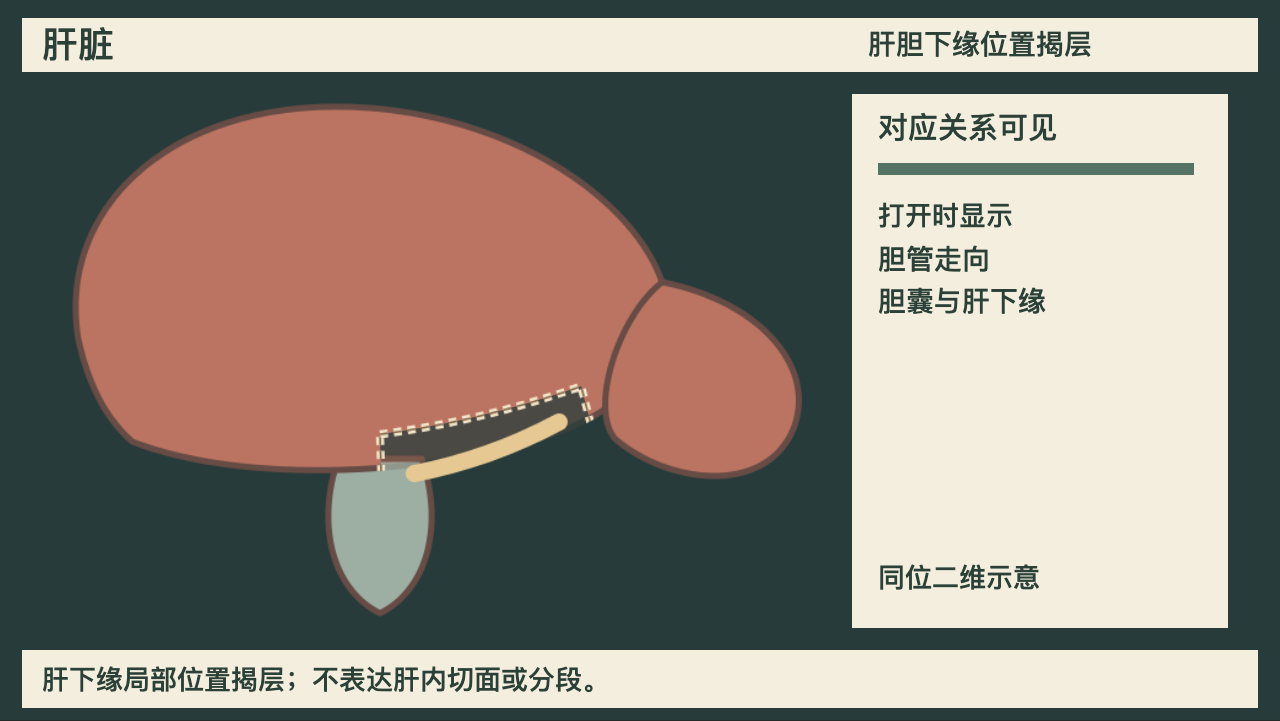 肝脏
肝胆下缘位置揭层
对应关系可见
打开时显示
胆管走向
胆囊与肝下缘
同位二维示意
肝下缘局部位置揭层；不表达肝内切面或分段。